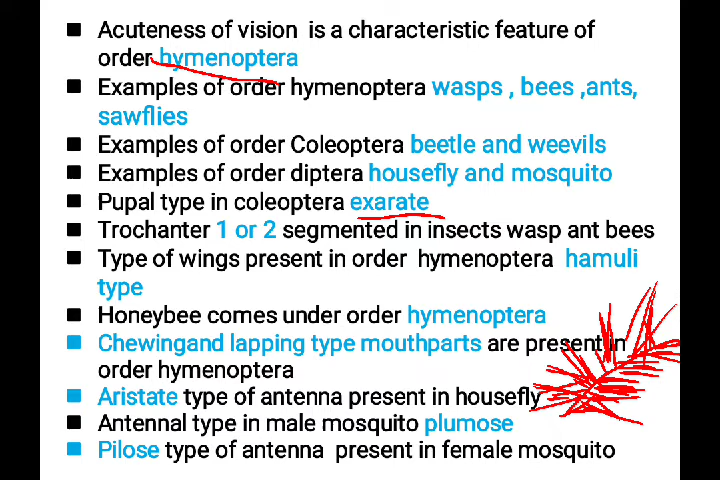 Acuteness of vision is a characteristic feature of
order hymenoptera
Examples of order hymenoptera wasps , bees ,ants,
sawflies
Examples of order Coleoptera beetle and weevils
Examples of order diptera housefly and mosquito
Pupal type in coleoptera exarate
Trochanter 1 or 2 segmented in insects wasp ant bees
Type of wings present in order hymenoptera hamuli
type
Honeybee comes under order hymenoptera
Chewingand lapping type mouthparts are present in
order hymenoptera
Aristate type of antenna present in housefly
Antennal type in male mosquito plumose
Pilose type of antenna present in female mosquito